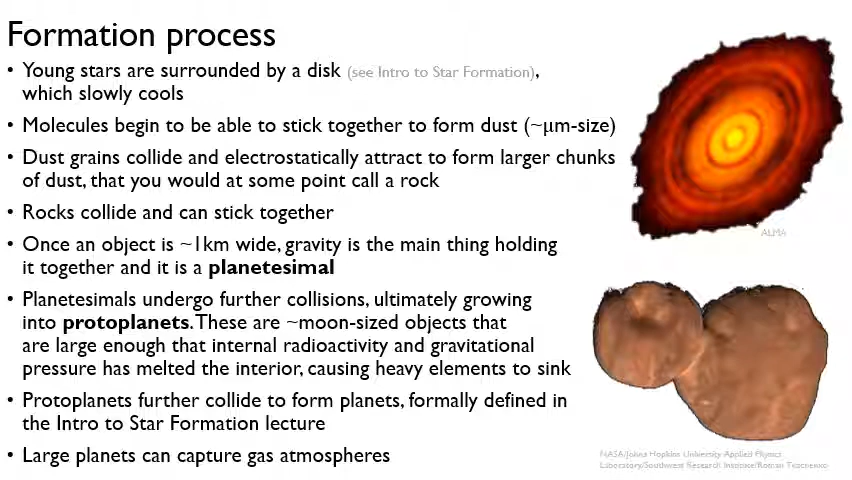 Formation process
• Young stars are surrounded by a disk (see Intro to Star Formation),
which slowly cools
• Molecules begin to be able to stick together to form dust (~μm-size)
• Dust grains collide and electrostatically attract to form larger chunks
of dust, that you would at some point call a rock
• Rocks collide and can stick together
• Once an object is ~1km wide, gravity is the main thing holding
it together and it is a planetesimal
• Planetesimals undergo further collisions, ultimately growing
into protoplanets. These are ~moon-sized objects that
are large enough that internal radioactivity and gravitational
pressure has melted the interior, causing heavy elements to sink
• Protoplanets further collide to form planets, formally defined in
the Intro to Star Formation lecture
• Large planets can capture gas atmospheres
ALMA
NASA/Johns Hopkins University Applied Physics
Laboratory/Southwest Research Institute/Roman Tkachenko